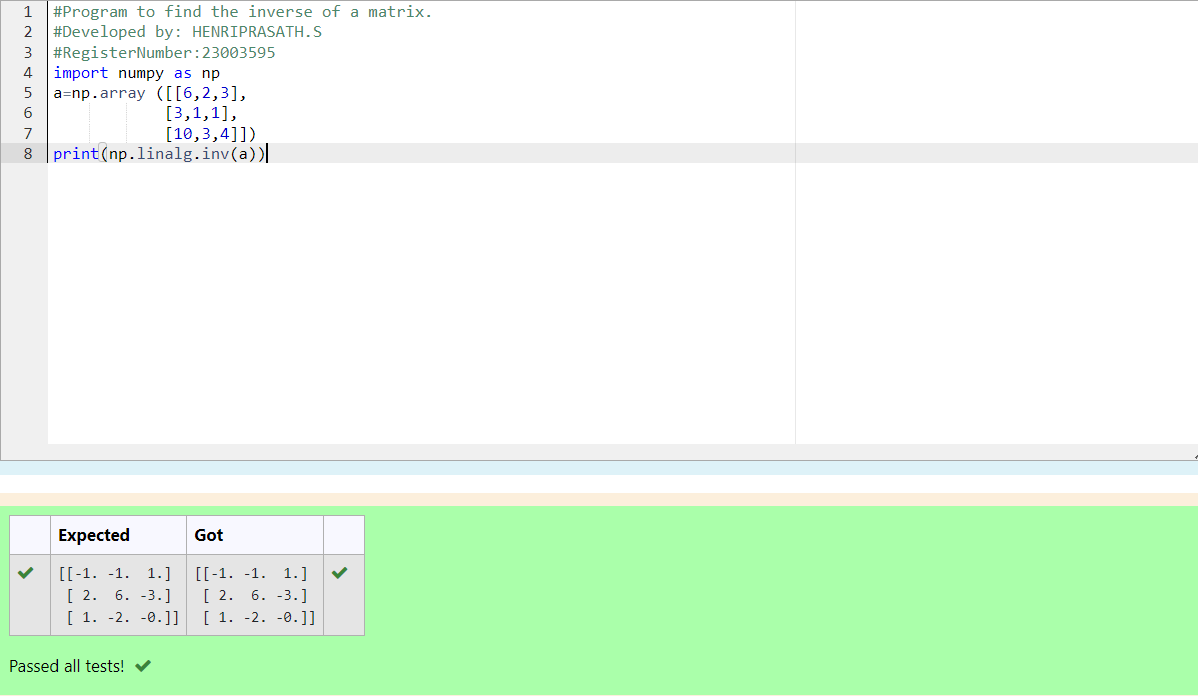 1 #Program to find the inverse of a matrix.
2 #Developed by: HENRIPRASATH.S
3 #RegisterNumber:23003595
4 import numpy as np
5 a=np.array ([[6,2,3],
6 [3,1,1],
7 [10,3,4]])
8 print(np.linalg.inv(a))
Expected Got
[[-1. -1.  1.] [[-1. -1.  1.]
[ 2.  6. -3.] [ 2.  6. -3.]
[ 1. -2. -0.]] [ 1. -2. -0.]]
Passed all tests!